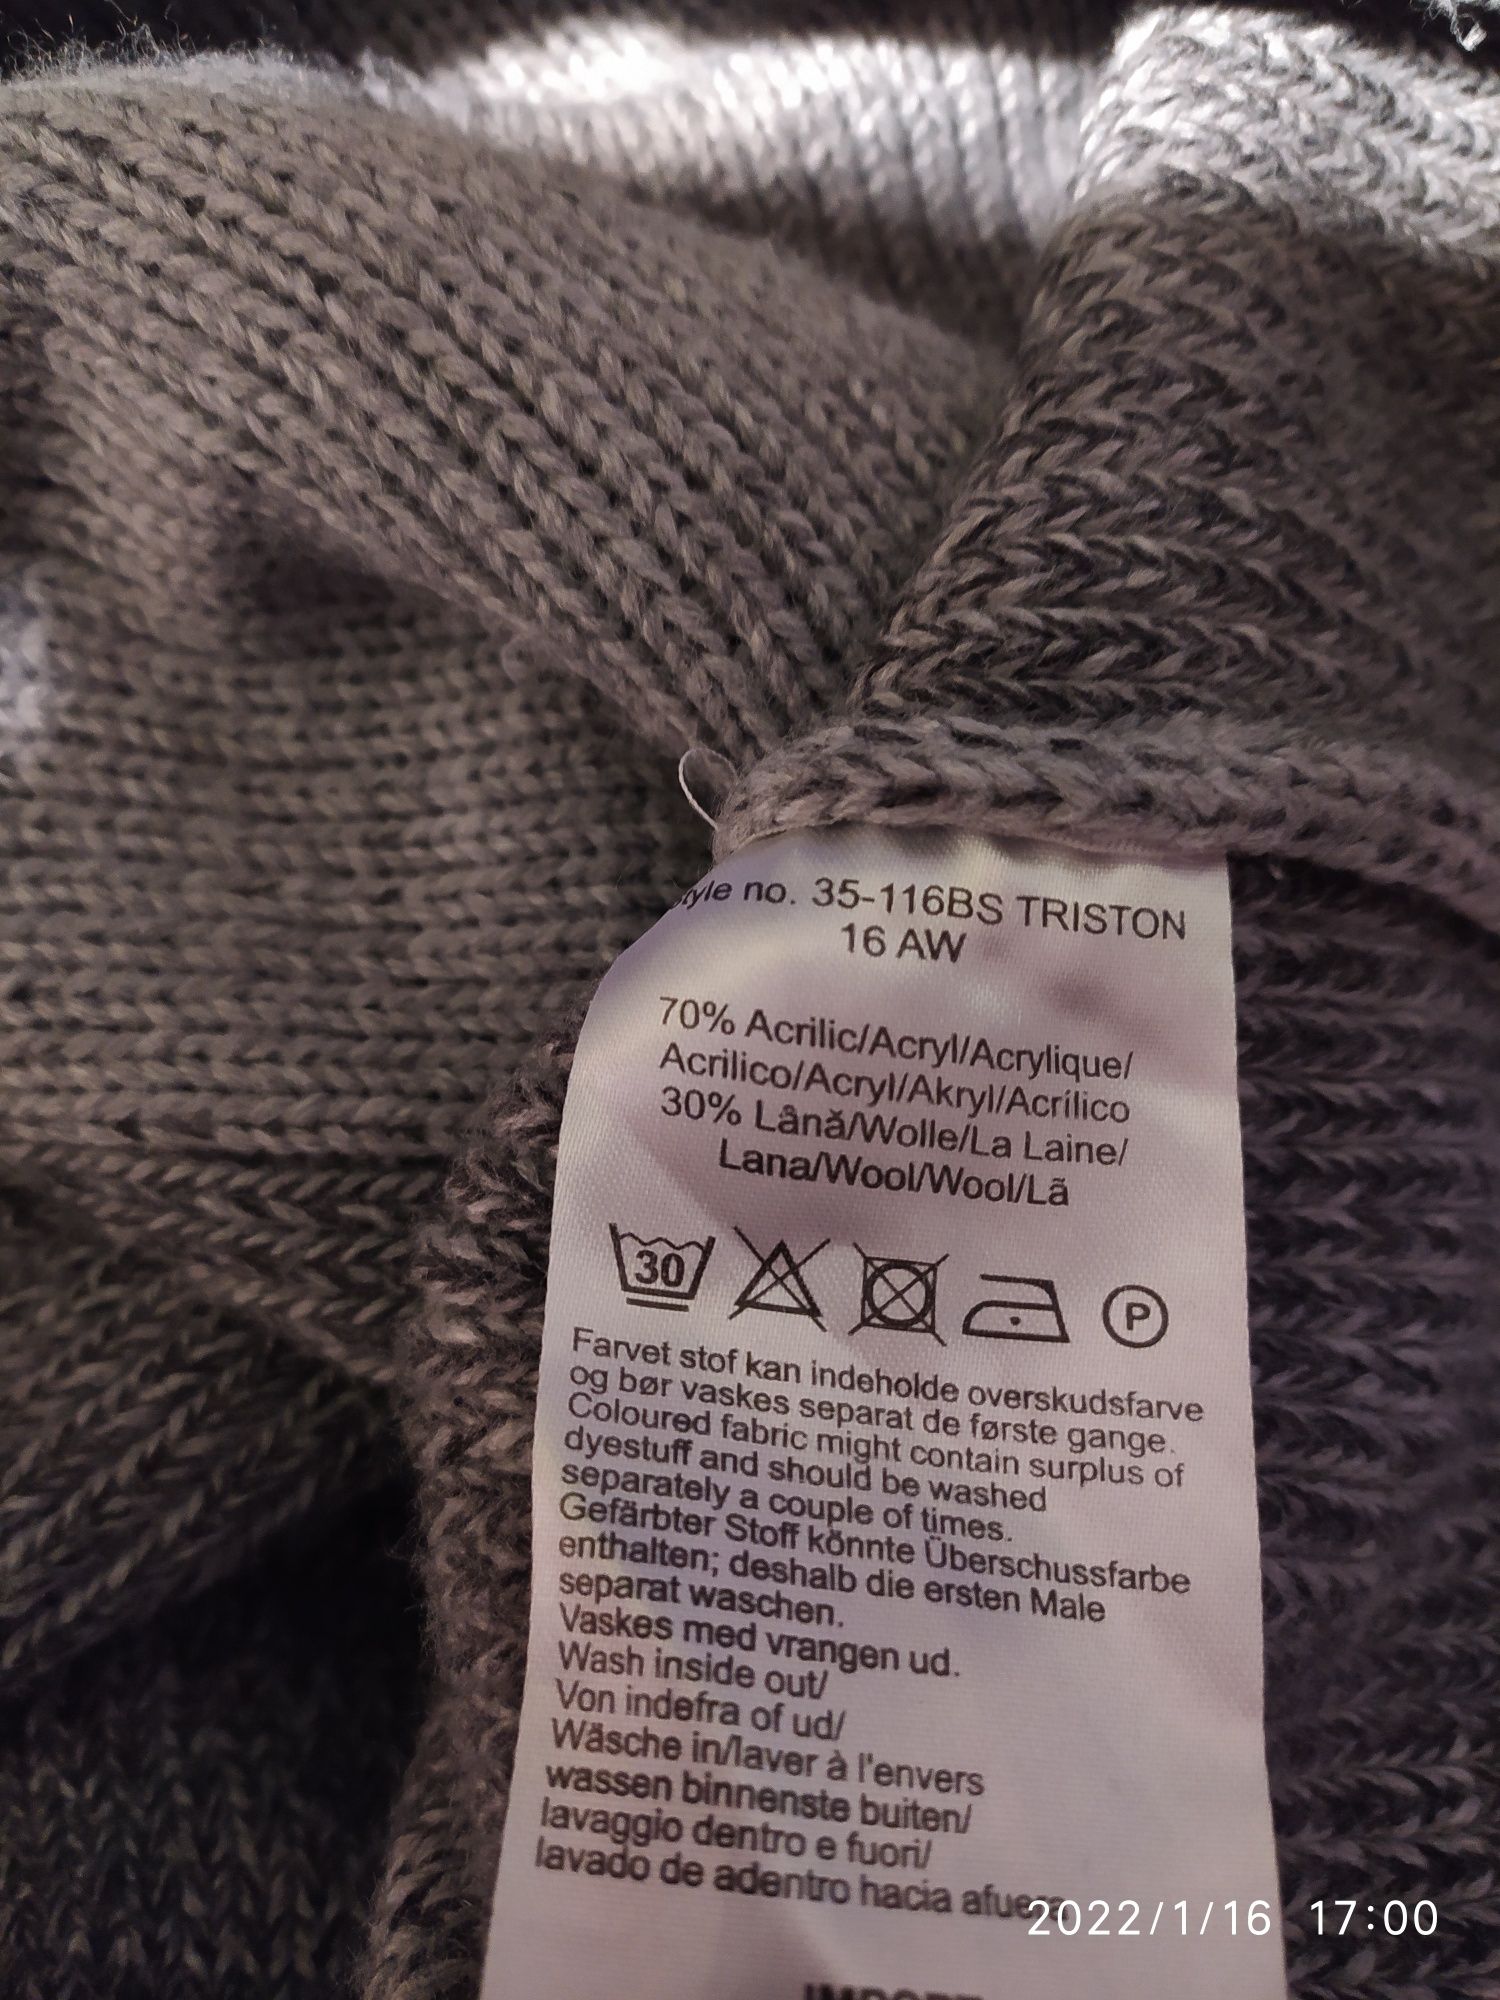 Style no. 35-116BS TRISTON
16 AW
70% Acrilic/Acryl/Acrylique/
Acrilico/Acryl/Akryl/Acrílico
30% Lână/Wolle/La Laine/
Lana/Wool/Wool/Lã
30
P
Farvet stof kan indeholde overskudsfarve
og bør vaskes separat de første gange.
Coloured fabric might contain surplus of
dyestuff and should be washed
separately a couple of times.
Gefärbter Stoff könnte Überschussfarbe
enthalten; deshalb die ersten Male
separat waschen.
Vaskes med vrangen ud.
Wash inside out/
Von indefra of ud/
Wäsche in/laver à l'envers
wassen binnenste buiten/
lavaggio dentro e fuori/
lavado de adentro hacia afuera
2022/1/16 17:00